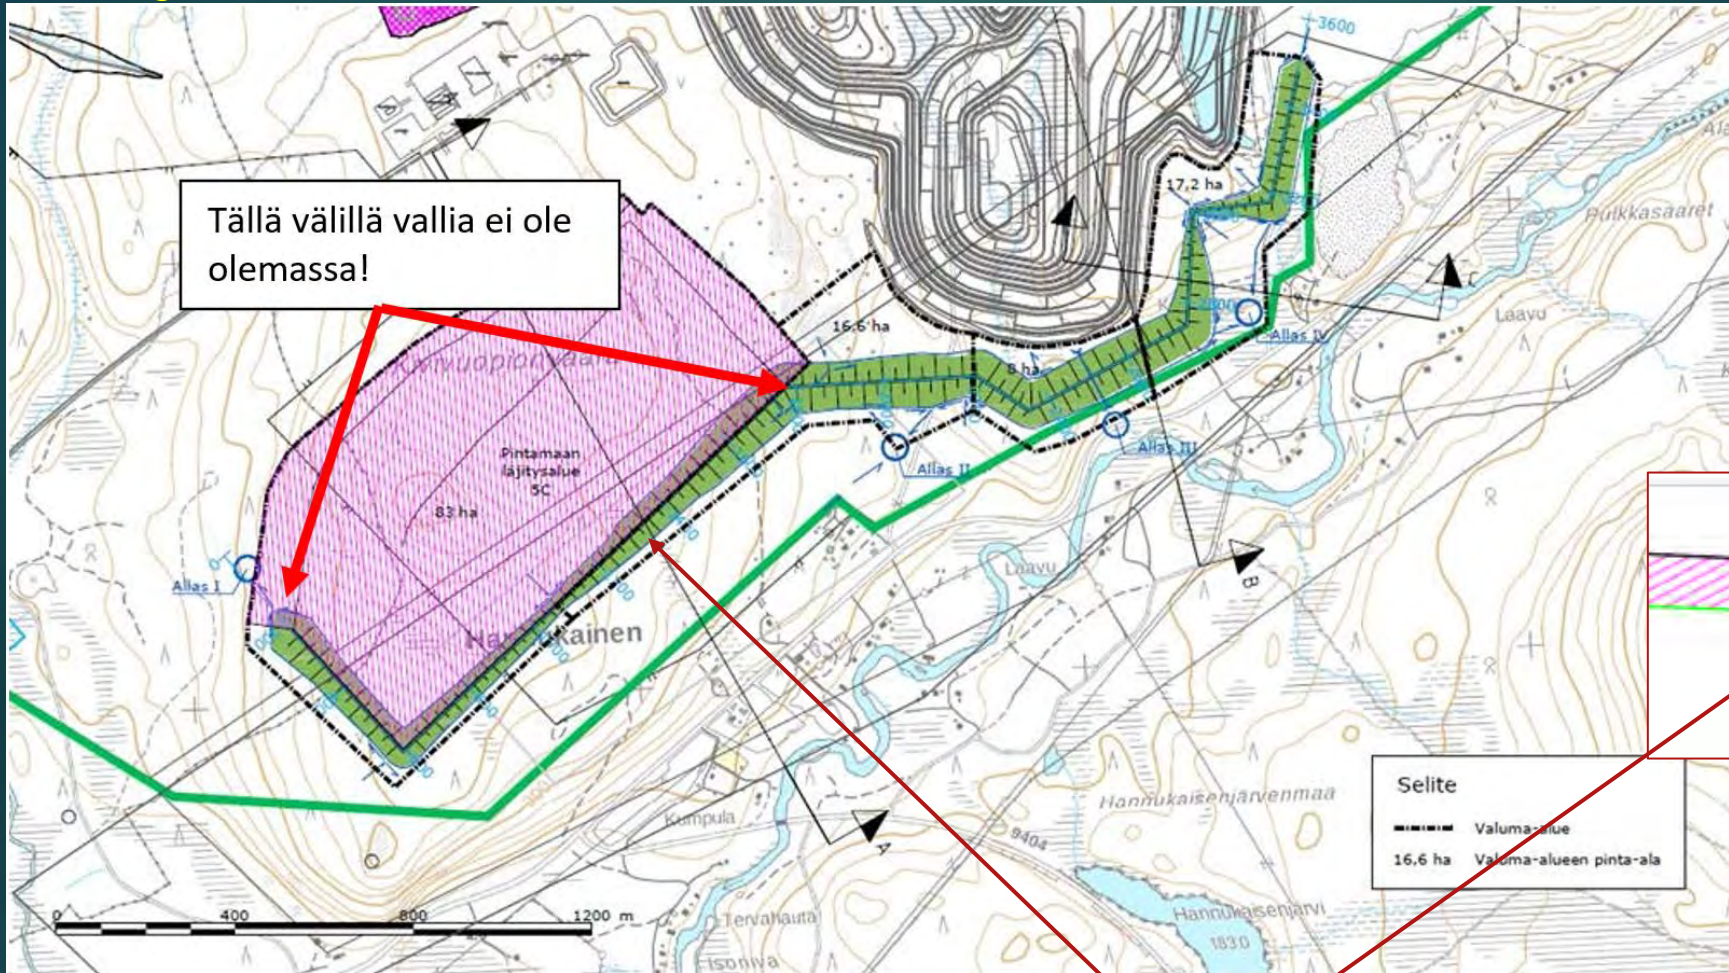 3600
17,2 ha
Pulkkasaaret
Tällä välillä vallia ei ole
olemassa!
Laavu
16,6 ha
Allas IV
8 ha
Allas III
Allas II
Pintamaan
läjitysalue
5C
83 ha
Laavu
Allas I
B
Selite
Valuma-alue
16,6 ha Valuma-alueen pinta-ala
Hannukaisenjärvenmaa
Kumpula
A
9404
0 400 800 1200 m
Tervahauta
Hannukaisenjärvi
1830
Isoniva